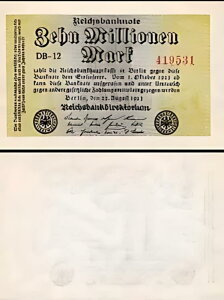 Reichsbanknote
Zehn Millionen
Mark
DB-12
419531
zahlt die Reichsbankhauptkasse in Berlin gegen diese
Banknote dem Einlieferer. Vom 1. Oktober 1923 ab
kann diese Banknote aufgerufen und unter Umtausch
gegen andere gesetzliche Zahlungsmittel eingezogen werden
Berlin, den 22. August 1923
Reichsbankdirektorium